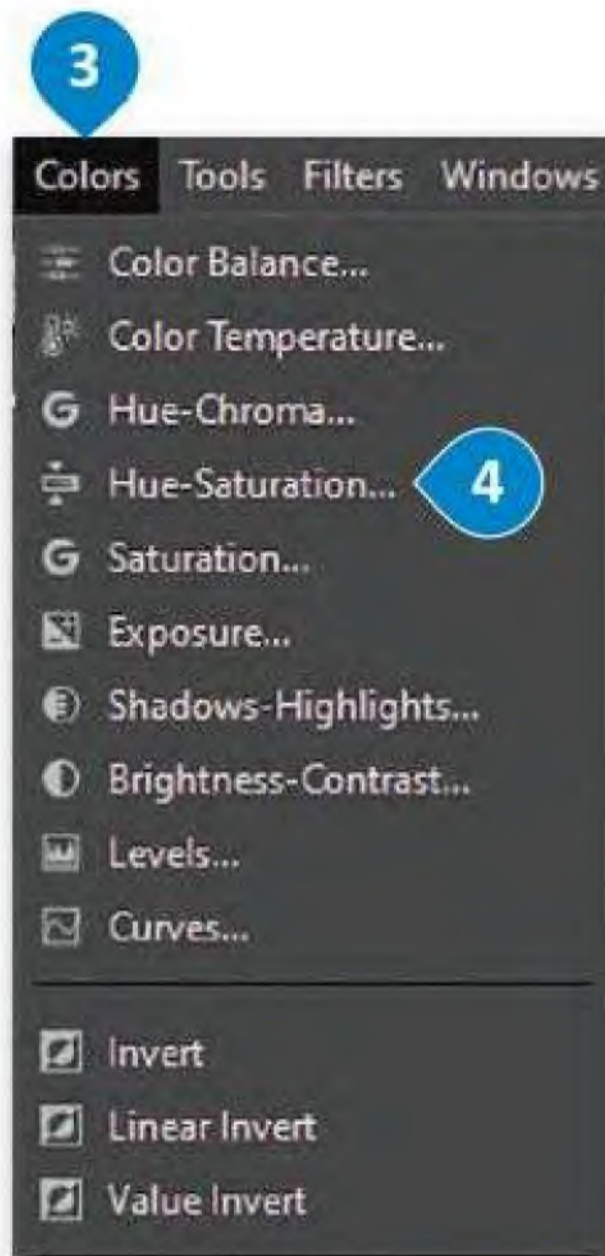 3
Colors Tools Filters Windows
Color Balance...
Color Temperature...
Hue-Chroma...
Hue-Saturation... 4
Saturation...
Exposure...
Shadows-Highlights...
Brightness-Contrast...
Levels...
Curves...
Invert
Linear Invert
Value Invert